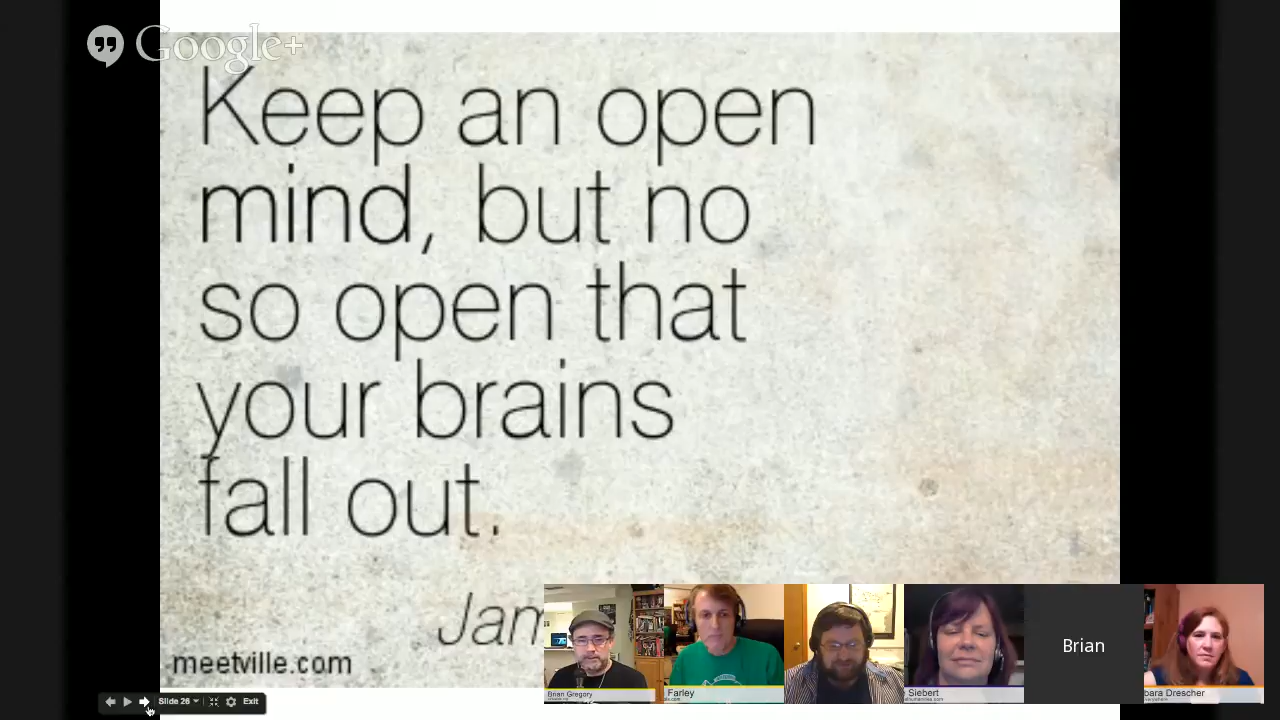 Google+
Keep an open
mind, but no
so open that
your brains
fall out.
Jam
meetville.com
Slide 26
Exit
Brian Gregory
Farley
Siebert
Brian
bara Drescher